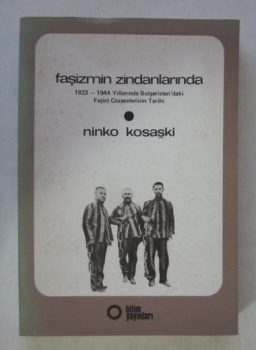 faşizmin zindanlarında
1923 – 1944 Yıllarında Bulgaristan'daki
Faşist Cezaevlerinin Tarihi
ninko kosaşki
bilim
yayınları